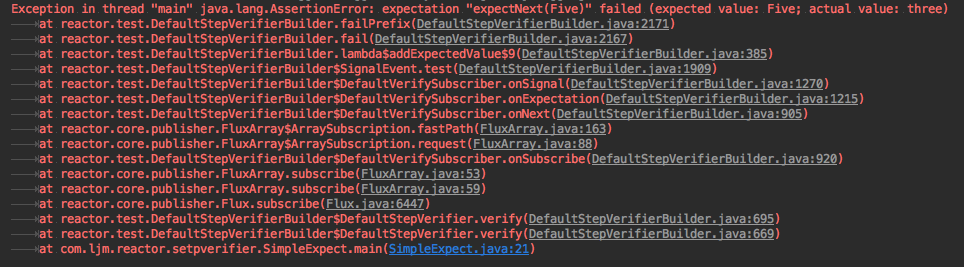 Exception in thread "main" java.lang.AssertionError: expectation "expectNext(Five)" failed (expected value: Five; actual value: three)
at reactor.test.DefaultStepVerifierBuilder.failPrefix(DefaultStepVerifierBuilder.java:2171)
at reactor.test.DefaultStepVerifierBuilder.fail(DefaultStepVerifierBuilder.java:2167)
at reactor.test.DefaultStepVerifierBuilder.lambda$addExpectedValue$9(DefaultStepVerifierBuilder.java:385)
at reactor.test.DefaultStepVerifierBuilder$SignalEvent.test(DefaultStepVerifierBuilder.java:1909)
at reactor.test.DefaultStepVerifierBuilder$DefaultVerifySubscriber.onSignal(DefaultStepVerifierBuilder.java:1270)
at reactor.test.DefaultStepVerifierBuilder$DefaultVerifySubscriber.onExpectation(DefaultStepVerifierBuilder.java:1215)
at reactor.test.DefaultStepVerifierBuilder$DefaultVerifySubscriber.onNext(DefaultStepVerifierBuilder.java:905)
at reactor.core.publisher.FluxArray$ArraySubscription.fastPath(FluxArray.java:163)
at reactor.core.publisher.FluxArray$ArraySubscription.request(FluxArray.java:88)
at reactor.test.DefaultStepVerifierBuilder$DefaultVerifySubscriber.onSubscribe(DefaultStepVerifierBuilder.java:920)
at reactor.core.publisher.FluxArray.subscribe(FluxArray.java:53)
at reactor.core.publisher.FluxArray.subscribe(FluxArray.java:59)
at reactor.core.publisher.Flux.subscribe(Flux.java:6447)
at reactor.test.DefaultStepVerifierBuilder$DefaultStepVerifier.verify(DefaultStepVerifierBuilder.java:695)
at reactor.test.DefaultStepVerifierBuilder$DefaultStepVerifier.verify(DefaultStepVerifierBuilder.java:669)
at com.ljm.reactor.setpverifier.SimpleExpect.main(SimpleExpect.java:21)